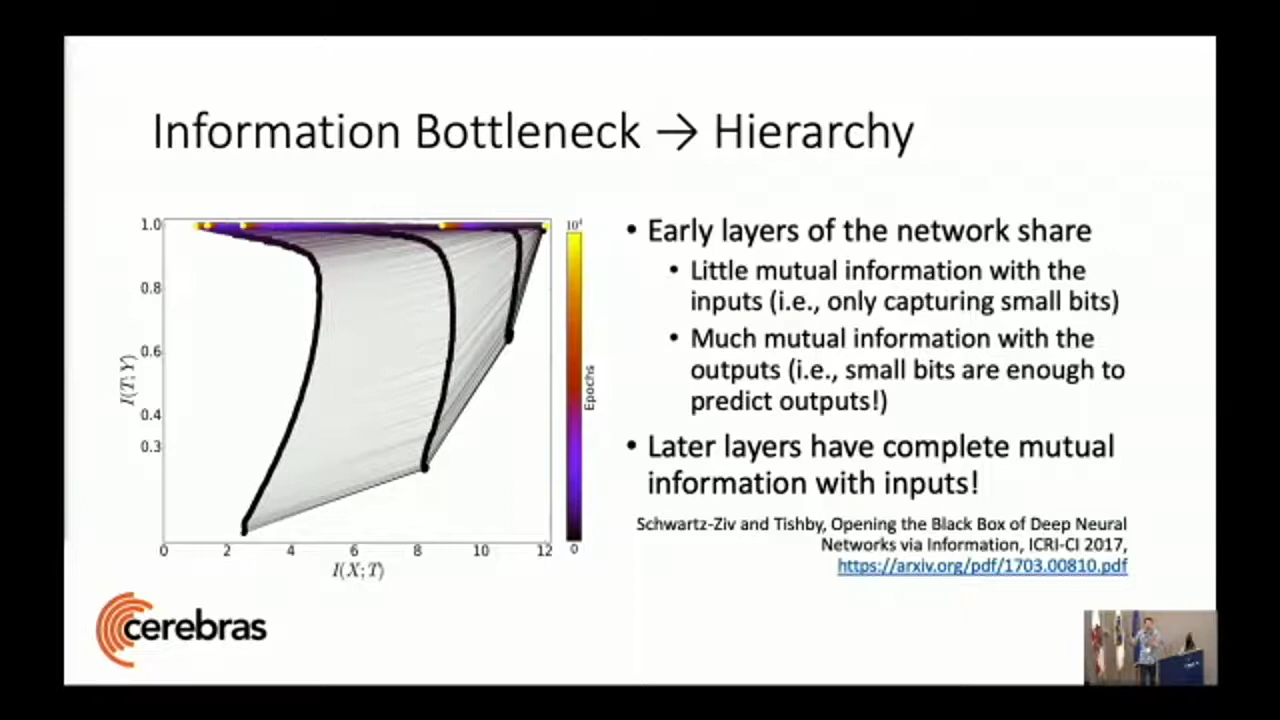 Information Bottleneck → Hierarchy
1.0
0.8
0.6
0.4
0.3
I(T;Y)
0
2
4
6
8
10
12
I(X;T)
10⁴
Epochs
0
• Early layers of the network share
• Little mutual information with the
inputs (i.e., only capturing small bits)
• Much mutual information with the
outputs (i.e., small bits are enough to
predict outputs!)
• Later layers have complete mutual
information with inputs!
Schwartz-Ziv and Tishby, Opening the Black Box of Deep Neural
Networks via Information, ICRI-CI 2017,
https://arxiv.org/pdf/1703.00810.pdf
cerebras